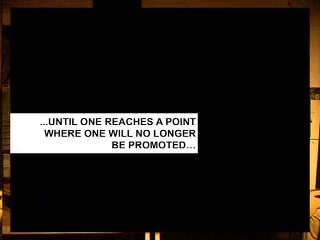 ...UNTIL ONE REACHES A POINT
WHERE ONE WILL NO LONGER
BE PROMOTED...